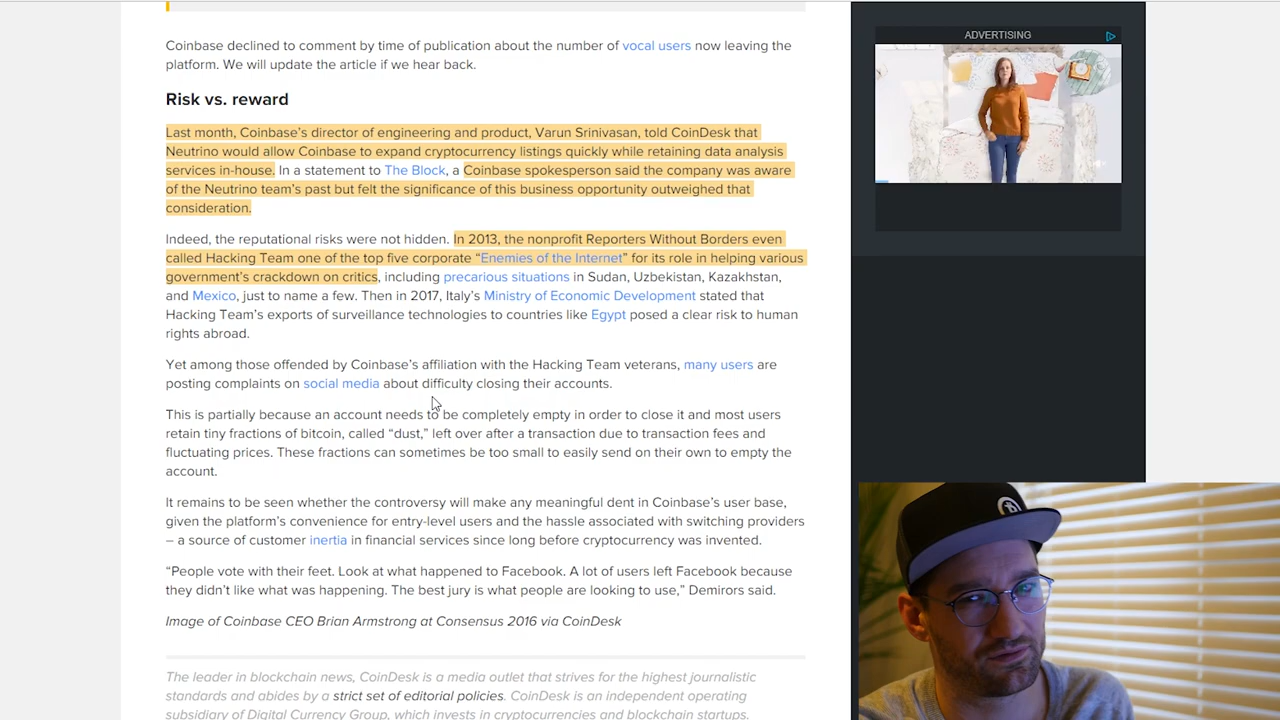 Coinbase declined to comment by time of publication about the number of vocal users now leaving the
platform. We will update the article if we hear back.
Risk vs. reward
Last month, Coinbase's director of engineering and product, Varun Srinivasan, told CoinDesk that
Neutrino would allow Coinbase to expand cryptocurrency listings quickly while retaining data analysis
services in-house. In a statement to The Block, a Coinbase spokesperson said the company was aware
of the Neutrino team's past but felt the significance of this business opportunity outweighed that
consideration.
Indeed, the reputational risks were not hidden. In 2013, the nonprofit Reporters Without Borders even
called Hacking Team one of the top five corporate “Enemies of the Internet” for its role in helping various
government's crackdown on critics, including precarious situations in Sudan, Uzbekistan, Kazakhstan,
and Mexico, just to name a few. Then in 2017, Italy's Ministry of Economic Development stated that
Hacking Team's exports of surveillance technologies to countries like Egypt posed a clear risk to human
rights abroad.
Yet among those offended by Coinbase's affiliation with the Hacking Team veterans, many users are
posting complaints on social media about difficulty closing their accounts.
This is partially because an account needs to be completely empty in order to close it and most users
retain tiny fractions of bitcoin, called “dust,” left over after a transaction due to transaction fees and
fluctuating prices. These fractions can sometimes be too small to easily send on their own to empty the
account.
It remains to be seen whether the controversy will make any meaningful dent in Coinbase's user base,
given the platform's convenience for entry-level users and the hassle associated with switching providers
– a source of customer inertia in financial services since long before cryptocurrency was invented.
“People vote with their feet. Look at what happened to Facebook. A lot of users left Facebook because
they didn't like what was happening. The best jury is what people are looking to use,” Demirors said.
Image of Coinbase CEO Brian Armstrong at Consensus 2016 via CoinDesk
The leader in blockchain news, CoinDesk is a media outlet that strives for the highest journalistic
standards and abides by a strict set of editorial policies. CoinDesk is an independent operating
subsidiary of Digital Currency Group, which invests in cryptocurrencies and blockchain startups.
ADVERTISING